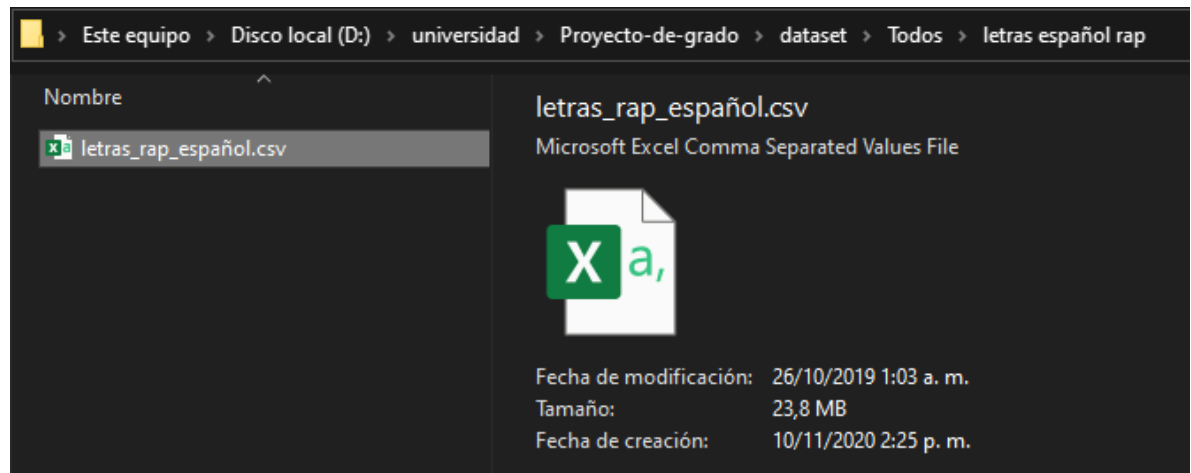 Este equipo > Disco local (D:) > universidad > Proyecto-de-grado > dataset > Todos > letras español rap
Nombre
letras_rap_español.csv
letras_rap_español.csv
Microsoft Excel Comma Separated Values File
X a,
Fecha de modificación: 26/10/2019 1:03 a. m.
Tamaño: 23,8 MB
Fecha de creación: 10/11/2020 2:25 p. m.